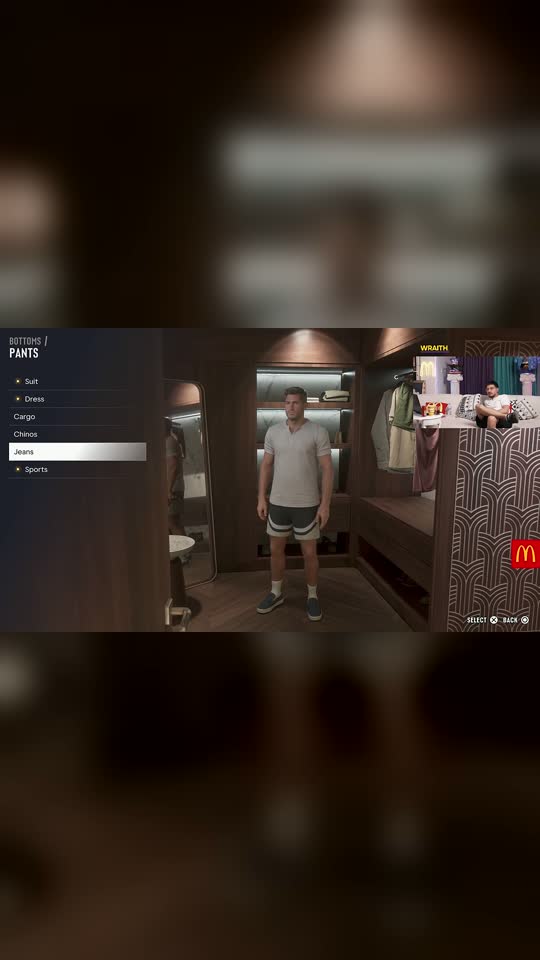 BOTTOMS /
PANTS
Suit
Dress
Cargo
Chinos
Jeans
Sports
WRAITH
SELECT BACK